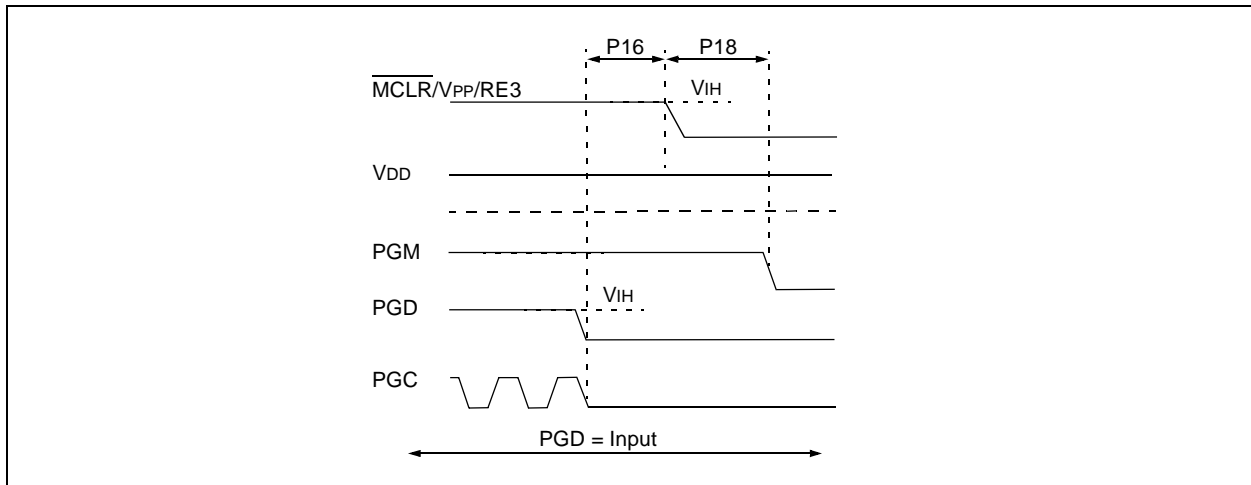 P16 P18
MCLR/VPP/RE3 VIH
VDD
PGM
VIH
PGD
PGC
PGD = Input